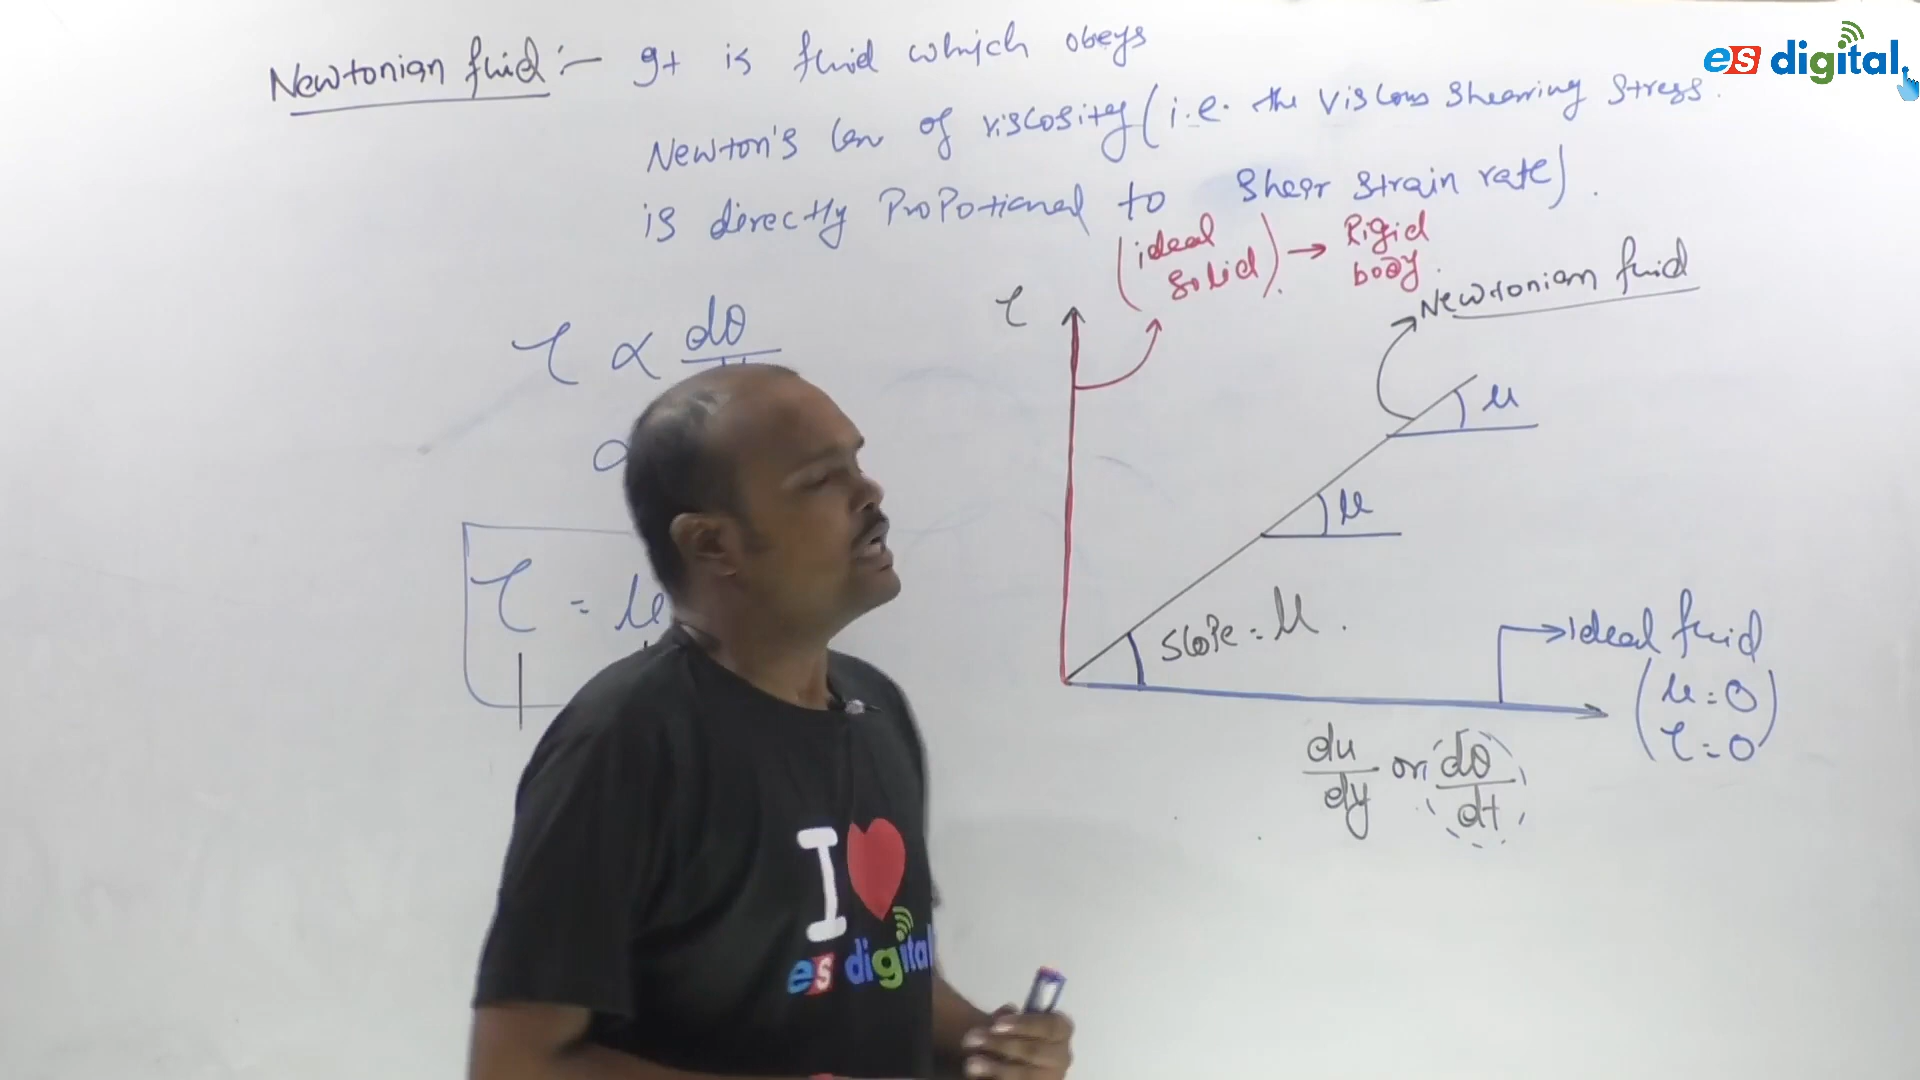 Newtonian fluid :- It is fluid which obeys
Newton's law of viscosity (i.e. the viscous shearing stress.
is directly Propotional to shear strain rate).
τ ∝ dθ
τ = μ
τ
(ideal solid) → Rigid body.
Newtonian fluid
μ
μ
slope = μ.
ideal fluid
(μ = 0
τ = 0)
du/dy or dθ/dt
es digital
I ❤
es digital